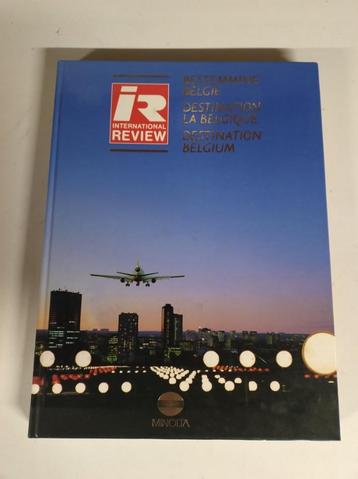 iR
INTERNATIONAL
REVIEW
BESTEMMING
BELGIE
DESTINATION
LA BELGIQUE
DESTINATION
BELGIUM
MINOLTA